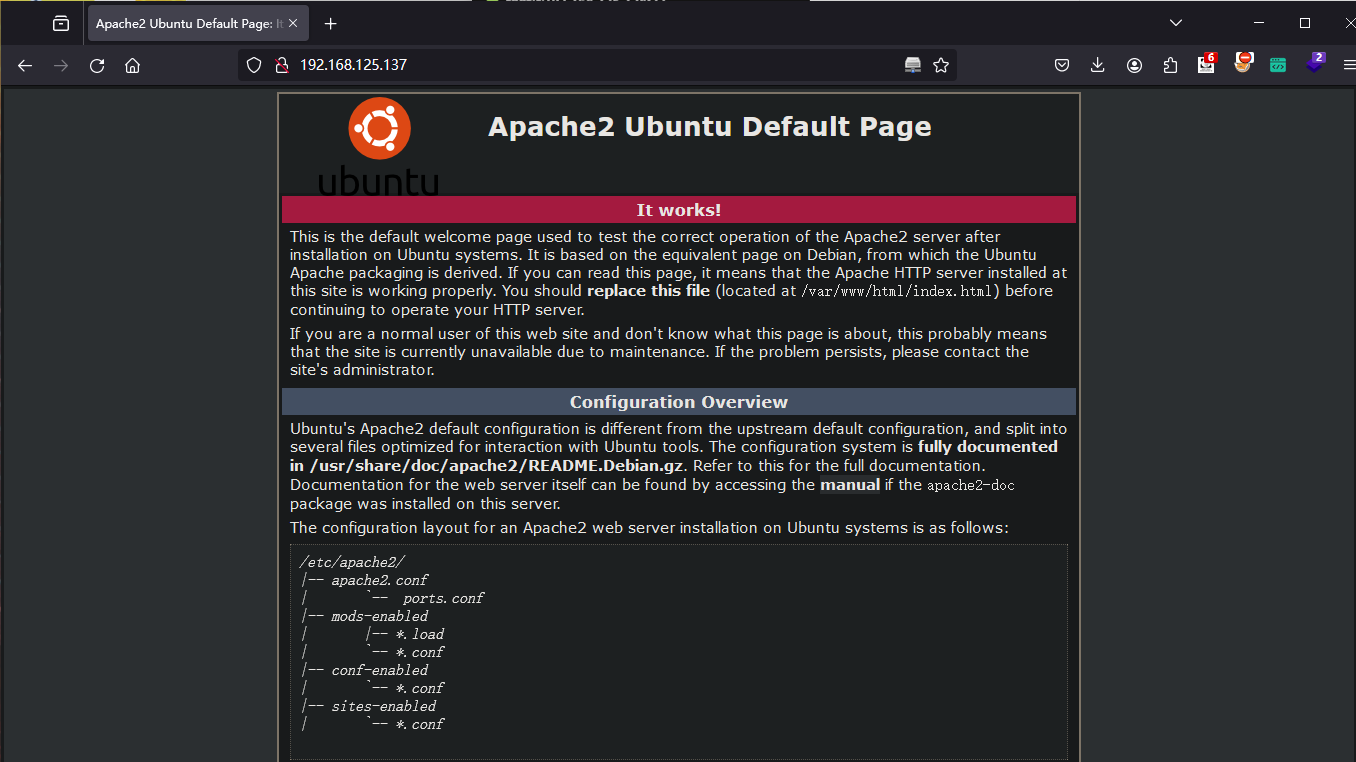 Apache2 Ubuntu Default Page: It
192.168.125.137
6
2
Apache2 Ubuntu Default Page
ubuntu
It works!
This is the default welcome page used to test the correct operation of the Apache2 server after
installation on Ubuntu systems. It is based on the equivalent page on Debian, from which the Ubuntu
Apache packaging is derived. If you can read this page, it means that the Apache HTTP server installed at
this site is working properly. You should replace this file (located at /var/www/html/index.html) before
continuing to operate your HTTP server.
If you are a normal user of this web site and don't know what this page is about, this probably means
that the site is currently unavailable due to maintenance. If the problem persists, please contact the
site's administrator.
Configuration Overview
Ubuntu's Apache2 default configuration is different from the upstream default configuration, and split into
several files optimized for interaction with Ubuntu tools. The configuration system is fully documented
in /usr/share/doc/apache2/README.Debian.gz. Refer to this for the full documentation.
Documentation for the web server itself can be found by accessing the manual if the apache2-doc
package was installed on this server.
The configuration layout for an Apache2 web server installation on Ubuntu systems is as follows:
/etc/apache2/
|-- apache2.conf
|       `--  ports.conf
|-- mods-enabled
|       |-- *.load
|       `-- *.conf
|-- conf-enabled
|       `-- *.conf
|-- sites-enabled
|       `-- *.conf